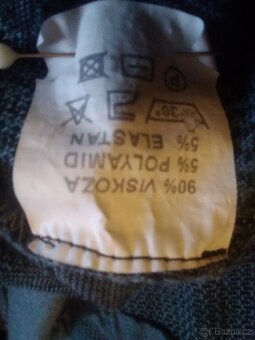 90% VISKOZA
5% POLYAMID
5% ELASTAN
30°
P
© Bazos.cz